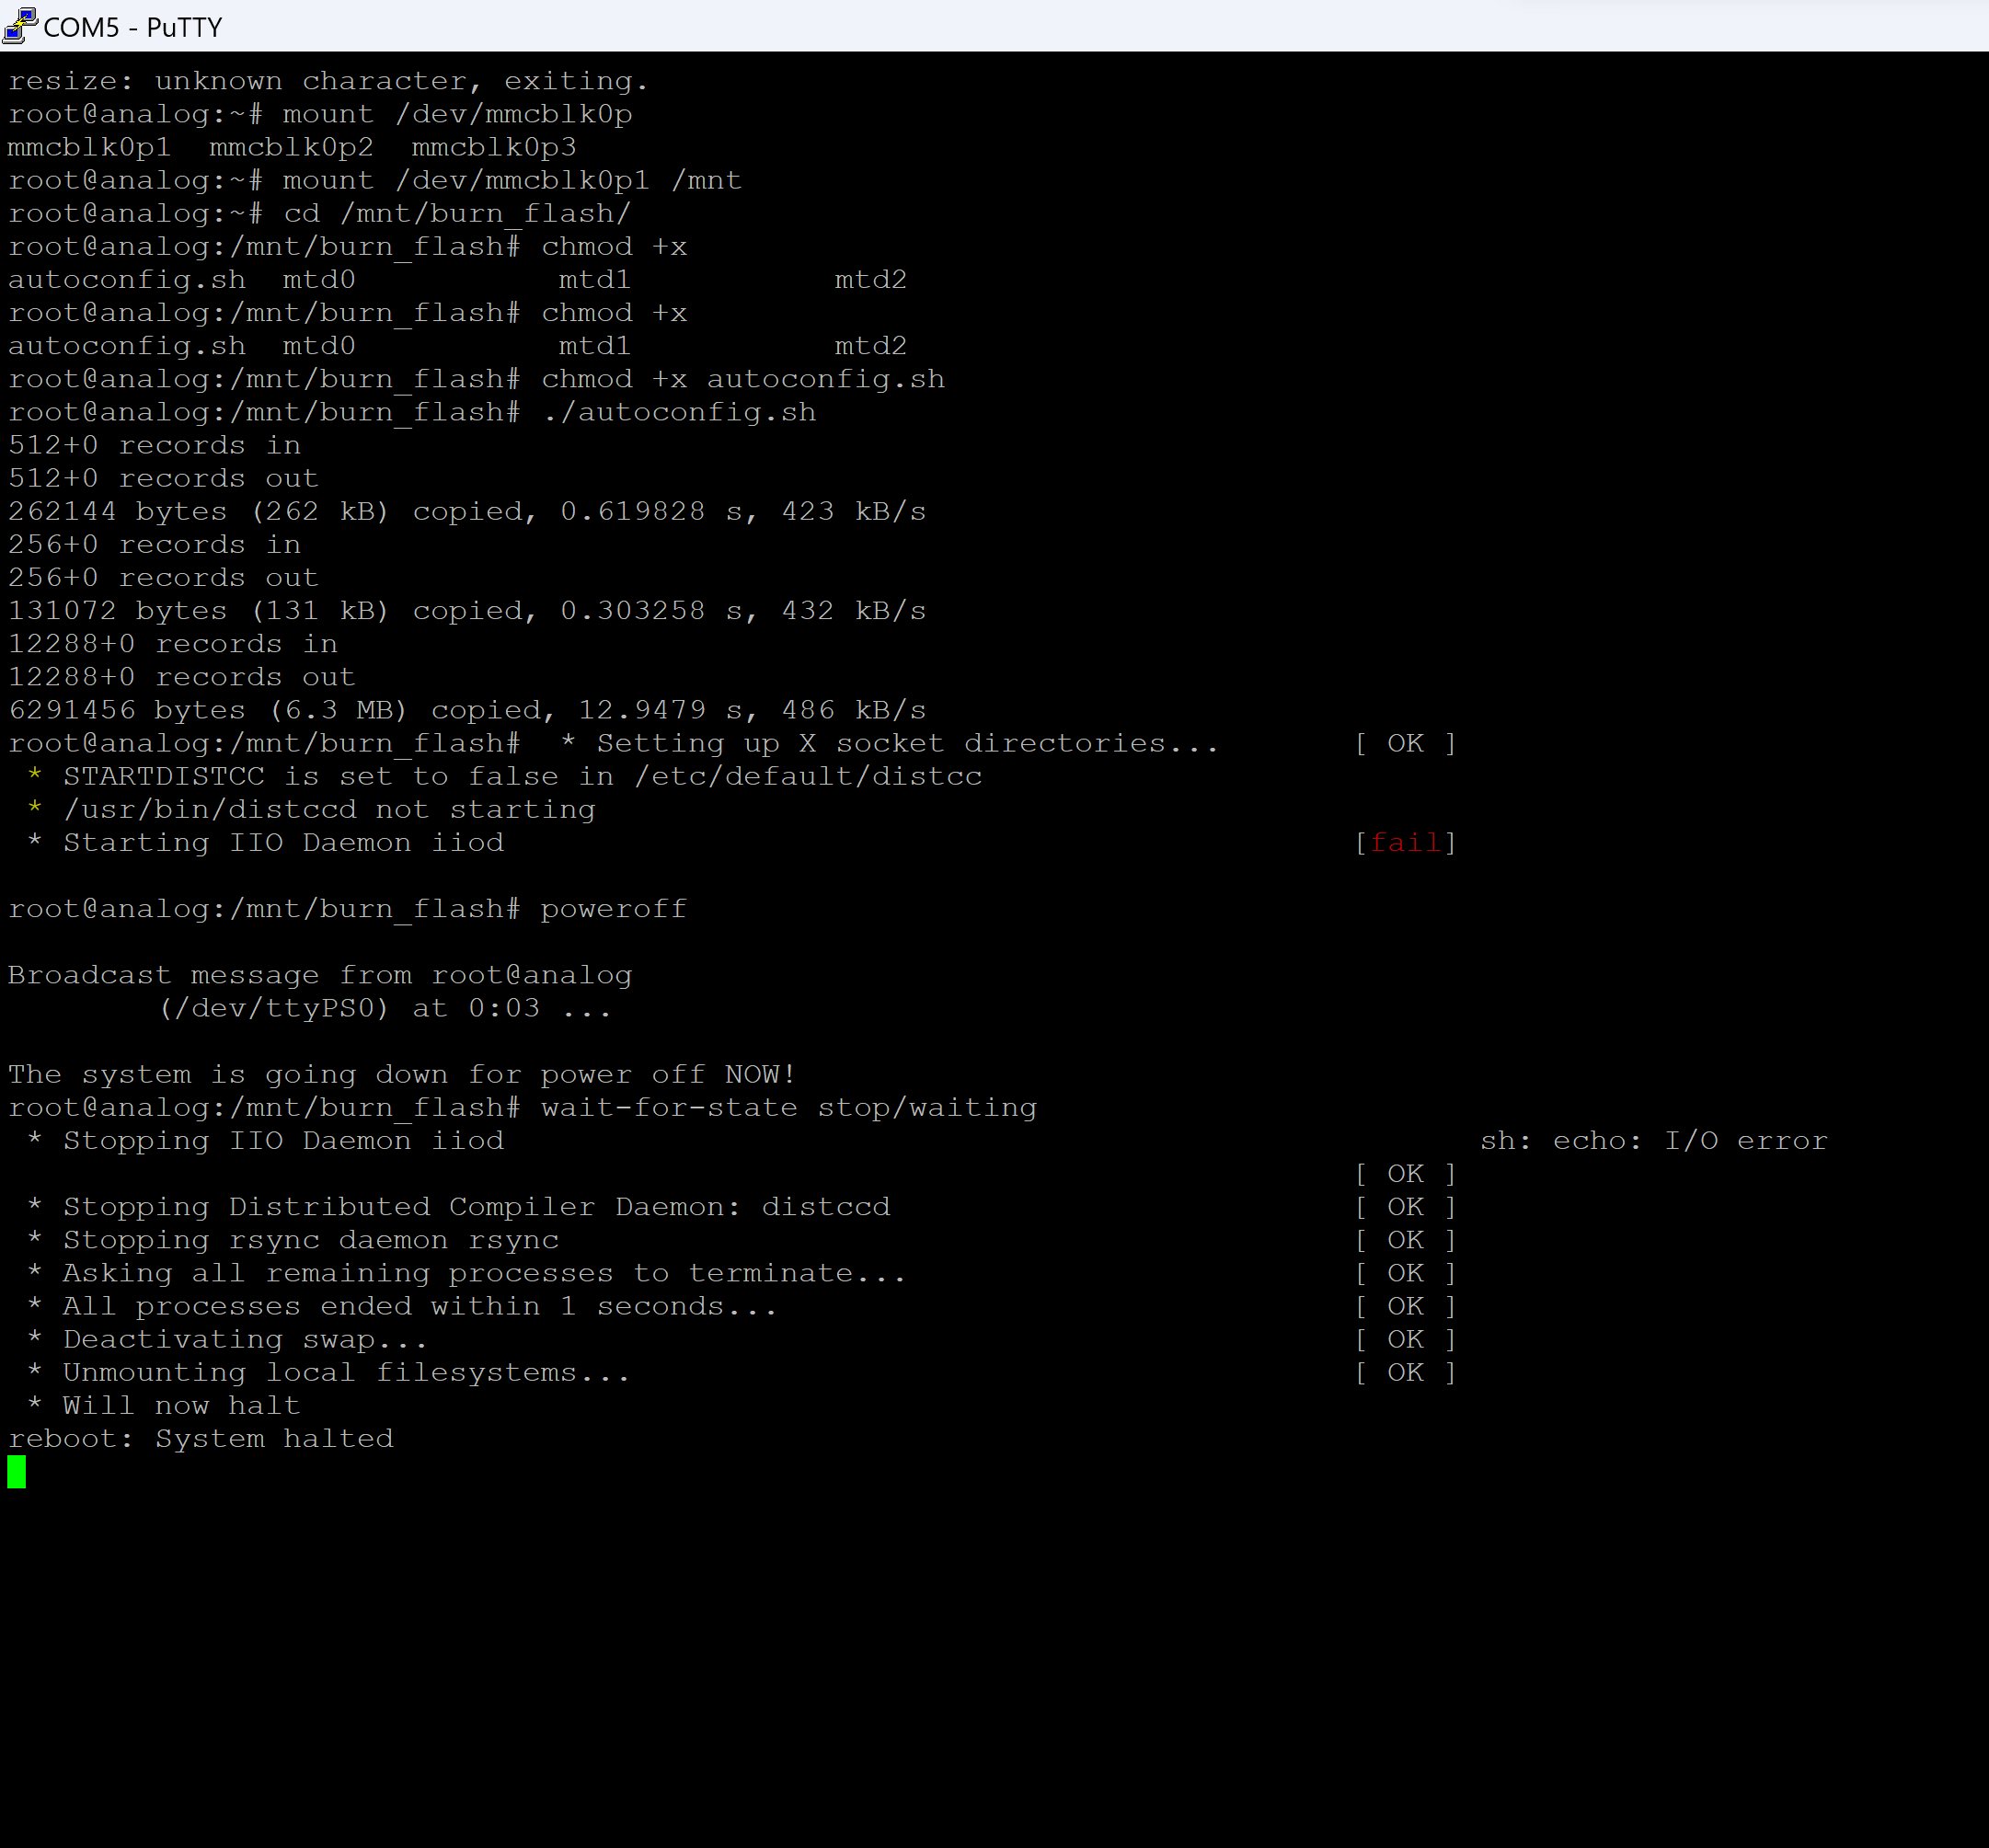 COM5 - PuTTY
resize: unknown character, exiting.
root@analog:~# mount /dev/mmcblk0p
mmcblk0p1  mmcblk0p2  mmcblk0p3
root@analog:~# mount /dev/mmcblk0p1 /mnt
root@analog:~# cd /mnt/burn_flash/
root@analog:/mnt/burn_flash# chmod +x
autoconfig.sh  mtd0           mtd1           mtd2
root@analog:/mnt/burn_flash# chmod +x
autoconfig.sh  mtd0           mtd1           mtd2
root@analog:/mnt/burn_flash# chmod +x autoconfig.sh
root@analog:/mnt/burn_flash# ./autoconfig.sh
512+0 records in
512+0 records out
262144 bytes (262 kB) copied, 0.619828 s, 423 kB/s
256+0 records in
256+0 records out
131072 bytes (131 kB) copied, 0.303258 s, 432 kB/s
12288+0 records in
12288+0 records out
6291456 bytes (6.3 MB) copied, 12.9479 s, 486 kB/s
root@analog:/mnt/burn_flash#  * Setting up X socket directories...       [ OK ]
 * STARTDISTCC is set to false in /etc/default/distcc
 * /usr/bin/distccd not starting
 * Starting IIO Daemon iiod                                              [fail]
root@analog:/mnt/burn_flash# poweroff
Broadcast message from root@analog
        (/dev/ttyPS0) at 0:03 ...
The system is going down for power off NOW!
root@analog:/mnt/burn_flash# wait-for-state stop/waiting
 * Stopping IIO Daemon iiod                                                     sh: echo: I/O error
                                                                         [ OK ]
 * Stopping Distributed Compiler Daemon: distccd                         [ OK ]
 * Stopping rsync daemon rsync                                           [ OK ]
 * Asking all remaining processes to terminate...                        [ OK ]
 * All processes ended within 1 seconds...                               [ OK ]
 * Deactivating swap...                                                  [ OK ]
 * Unmounting local filesystems...                                       [ OK ]
 * Will now halt
reboot: System halted